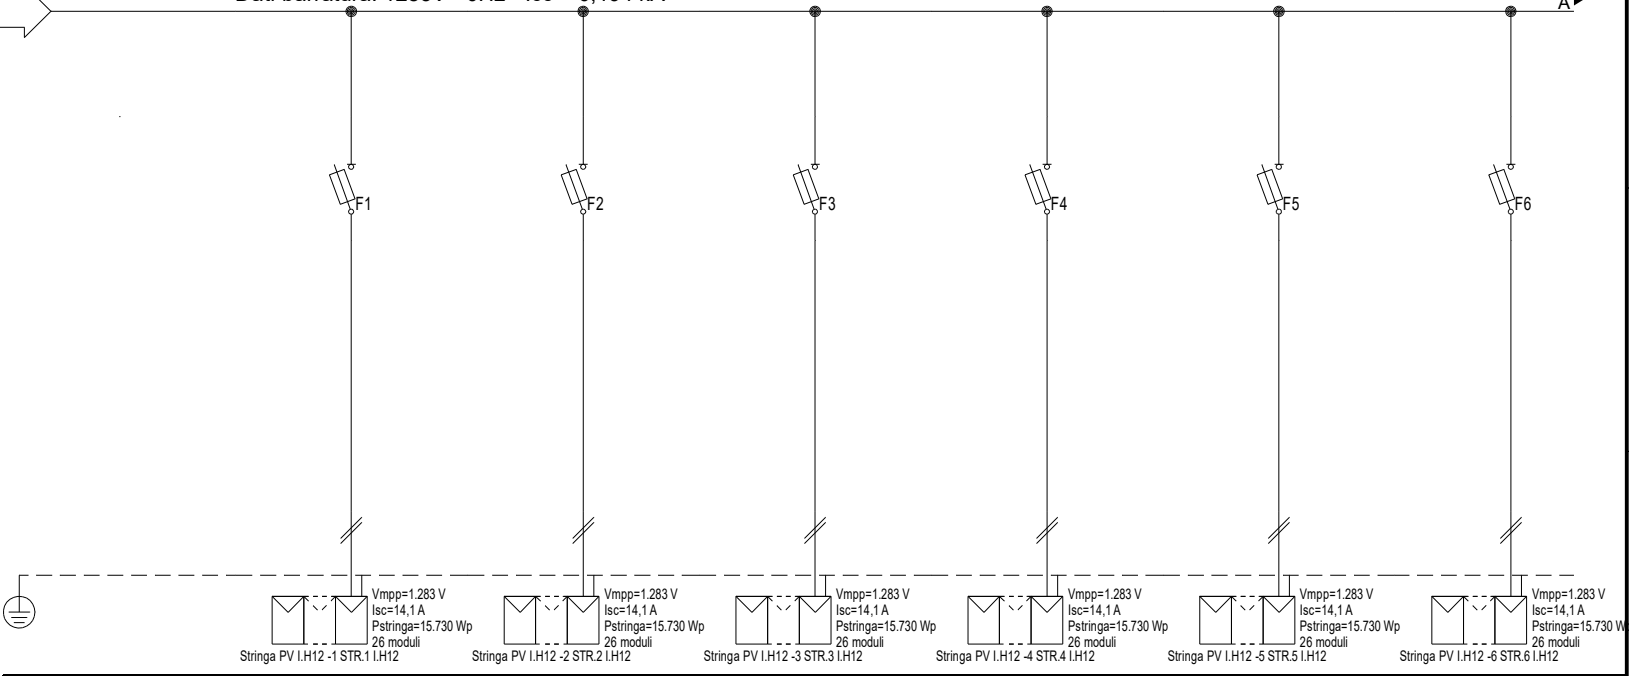 A
F1
F2
F3
F4
F5
F6
Vmpp=1.283 V
Isc=14,1 A
Pstringa=15.730 Wp
26 moduli
Stringa PV I.H12 -1 STR.1 I.H12
Vmpp=1.283 V
Isc=14,1 A
Pstringa=15.730 Wp
26 moduli
Stringa PV I.H12 -2 STR.2 I.H12
Vmpp=1.283 V
Isc=14,1 A
Pstringa=15.730 Wp
26 moduli
Stringa PV I.H12 -3 STR.3 I.H12
Vmpp=1.283 V
Isc=14,1 A
Pstringa=15.730 Wp
26 moduli
Stringa PV I.H12 -4 STR.4 I.H12
Vmpp=1.283 V
Isc=14,1 A
Pstringa=15.730 Wp
26 moduli
Stringa PV I.H12 -5 STR.5 I.H12
Vmpp=1.283 V
Isc=14,1 A
Pstringa=15.730 W
26 moduli
Stringa PV I.H12 -6 STR.6 I.H12